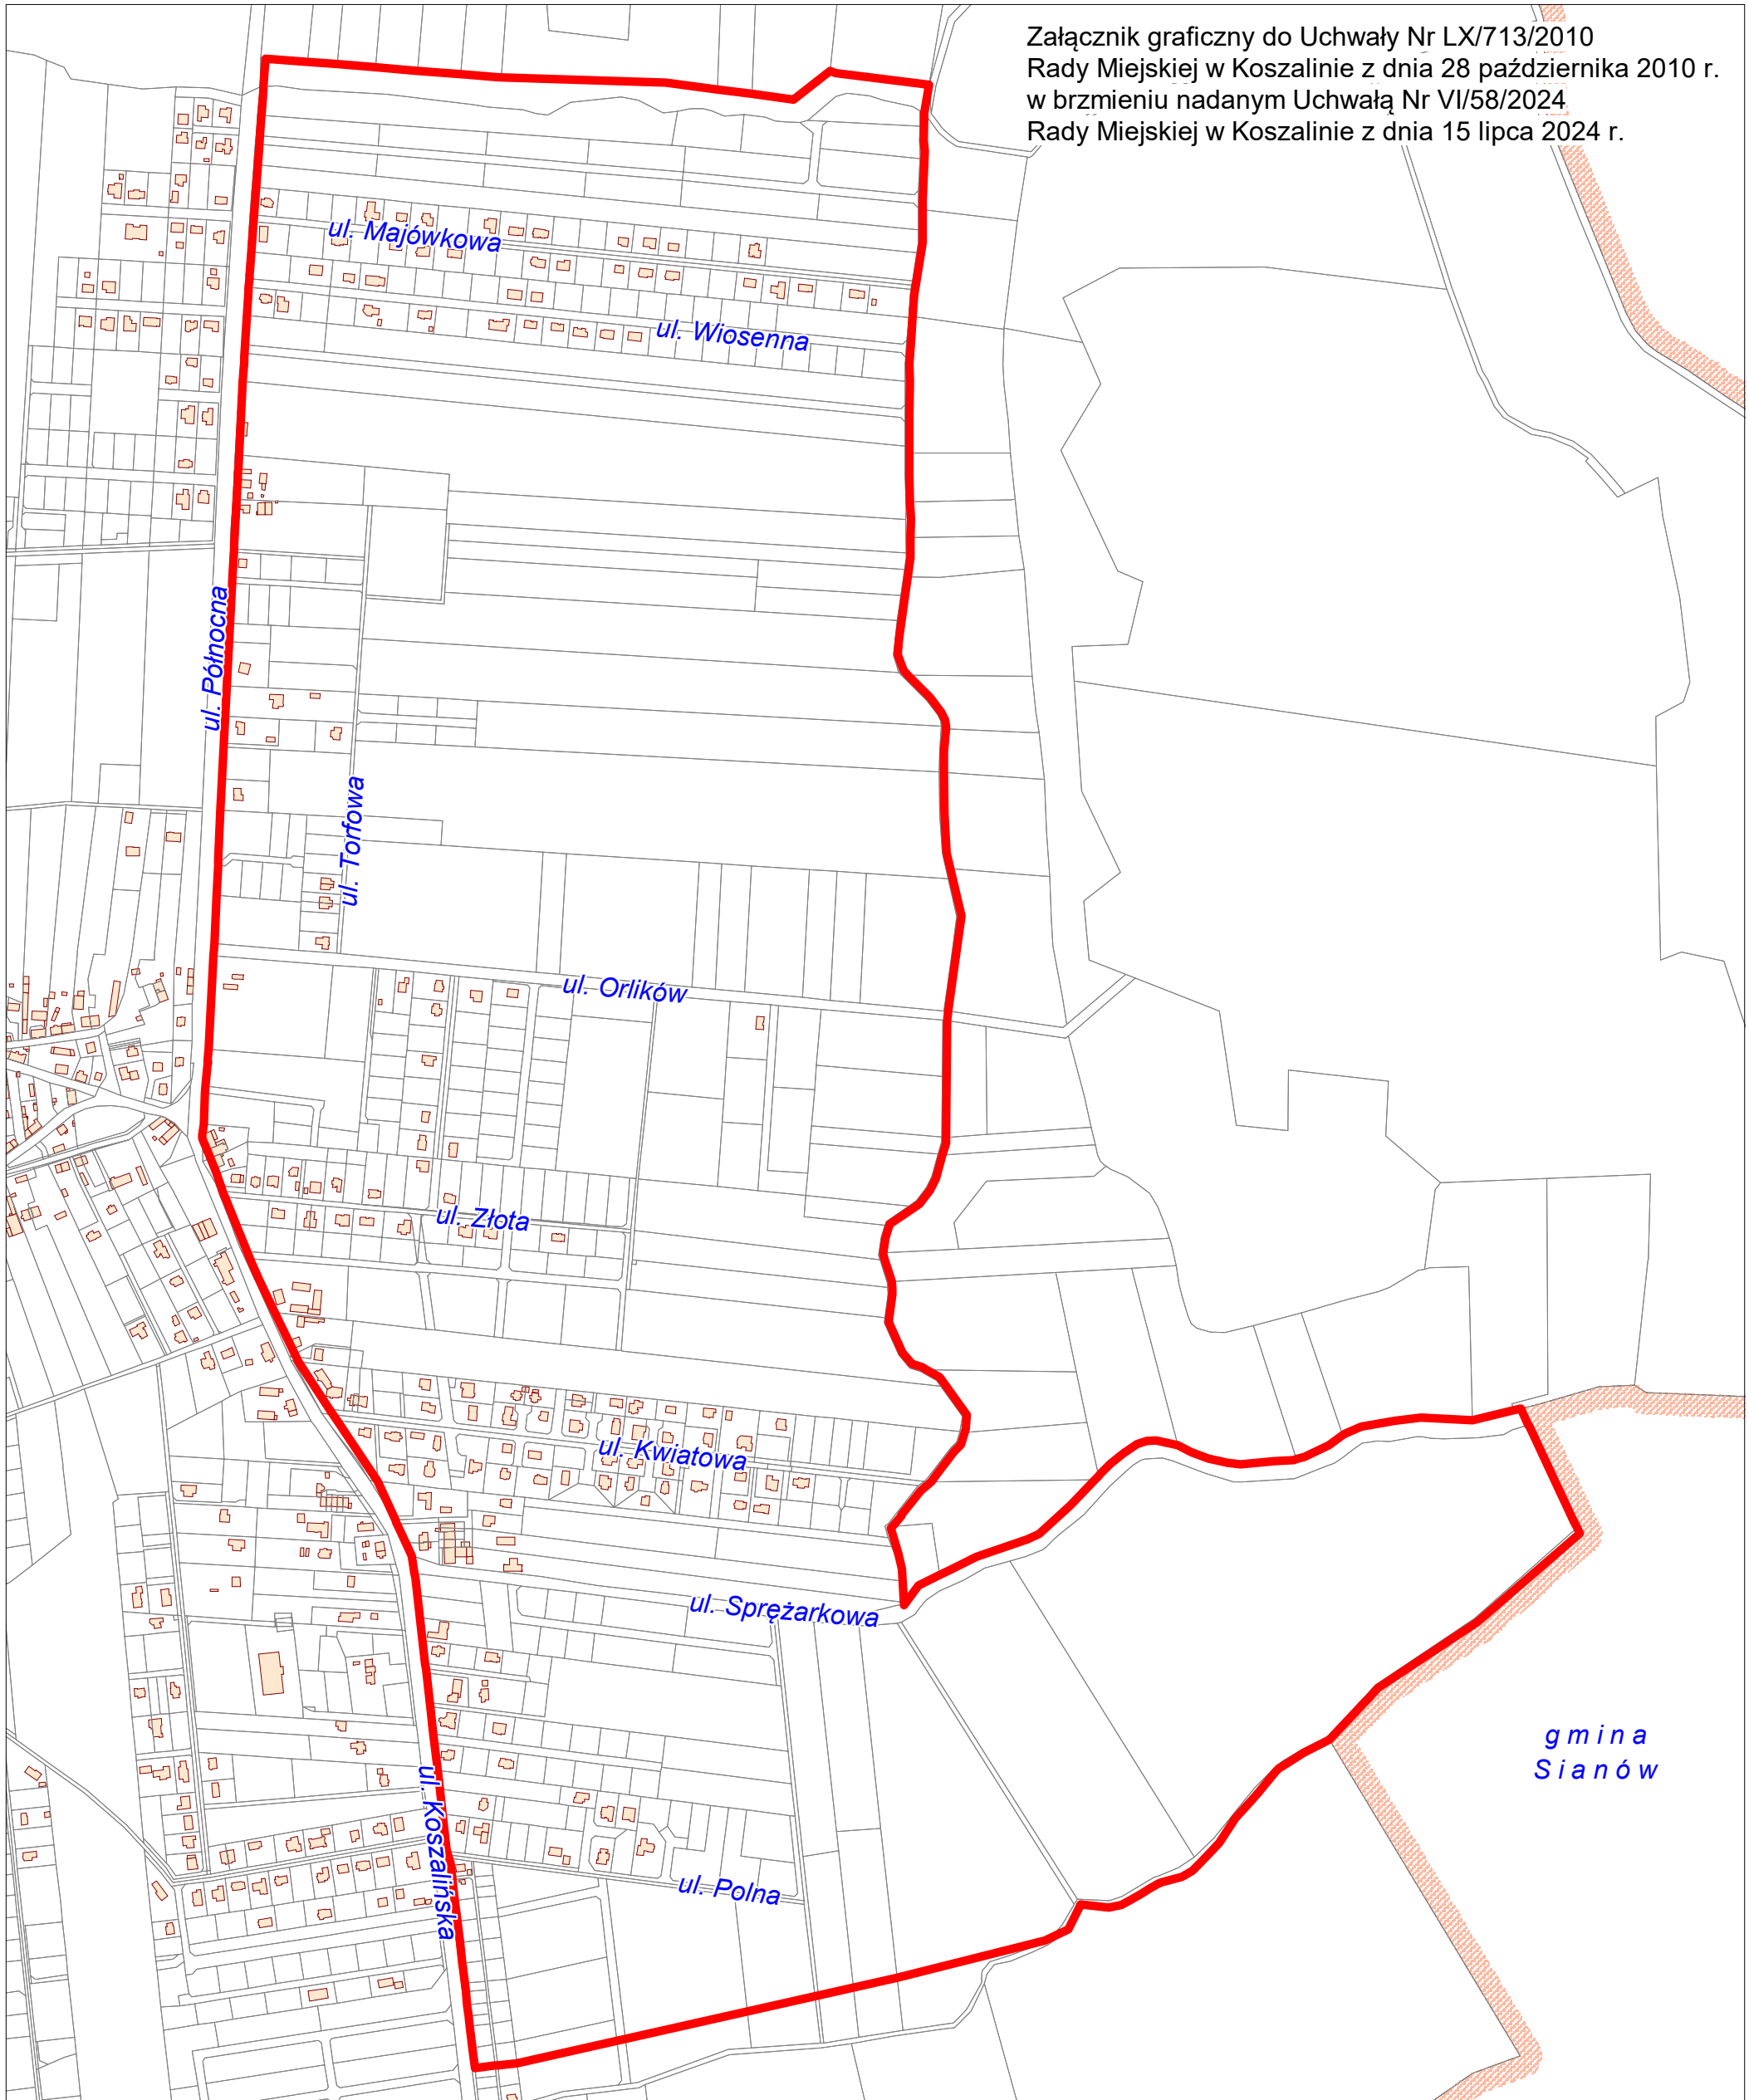 Załącznik graficzny do Uchwały Nr LX/713/2010
Rady Miejskiej w Koszalinie z dnia 28 października 2010 r.
w brzmieniu nadanym Uchwałą Nr VI/58/2024
Rady Miejskiej w Koszalinie z dnia 15 lipca 2024 r.
ul. Majówkowa
ul. Wiosenna
ul. Północna
ul. Torfowa
ul. Orlików
ul. Złota
ul. Kwiatowa
ul. Sprężarkowa
gmina
Sianów
ul. Koszalińska
ul. Polna